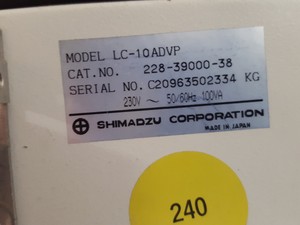 MODEL LC-10ADVP
CAT.NO. 228-39000-38
SERIAL NO. C20963502334 KG
230V ~ 50/60Hz 100VA
SHIMADZU CORPORATION
MADE IN JAPAN
240